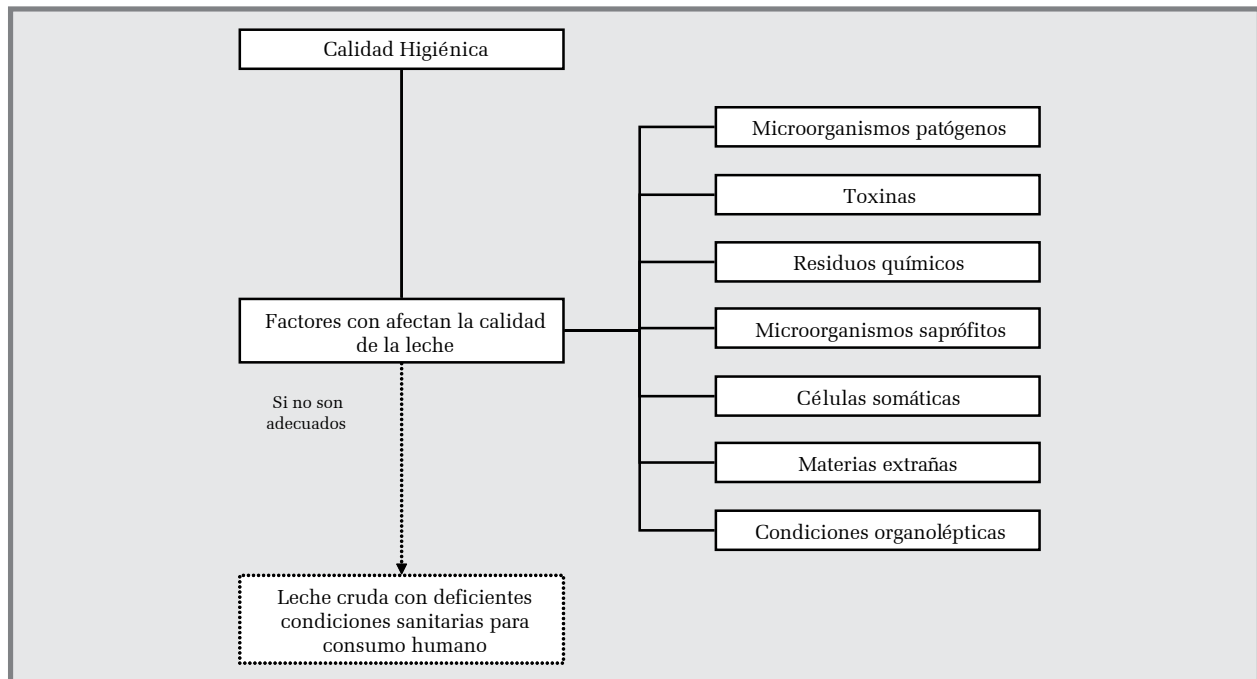 Calidad Higiénica
Microorganismos patógenos
Toxinas
Residuos químicos
Factores con afectan la calidad
de la leche
Microorganismos saprófitos
Si no son
adecuados
Células somáticas
Materias extrañas
Condiciones organolépticas
Leche cruda con deficientes
condiciones sanitarias para
consumo humano